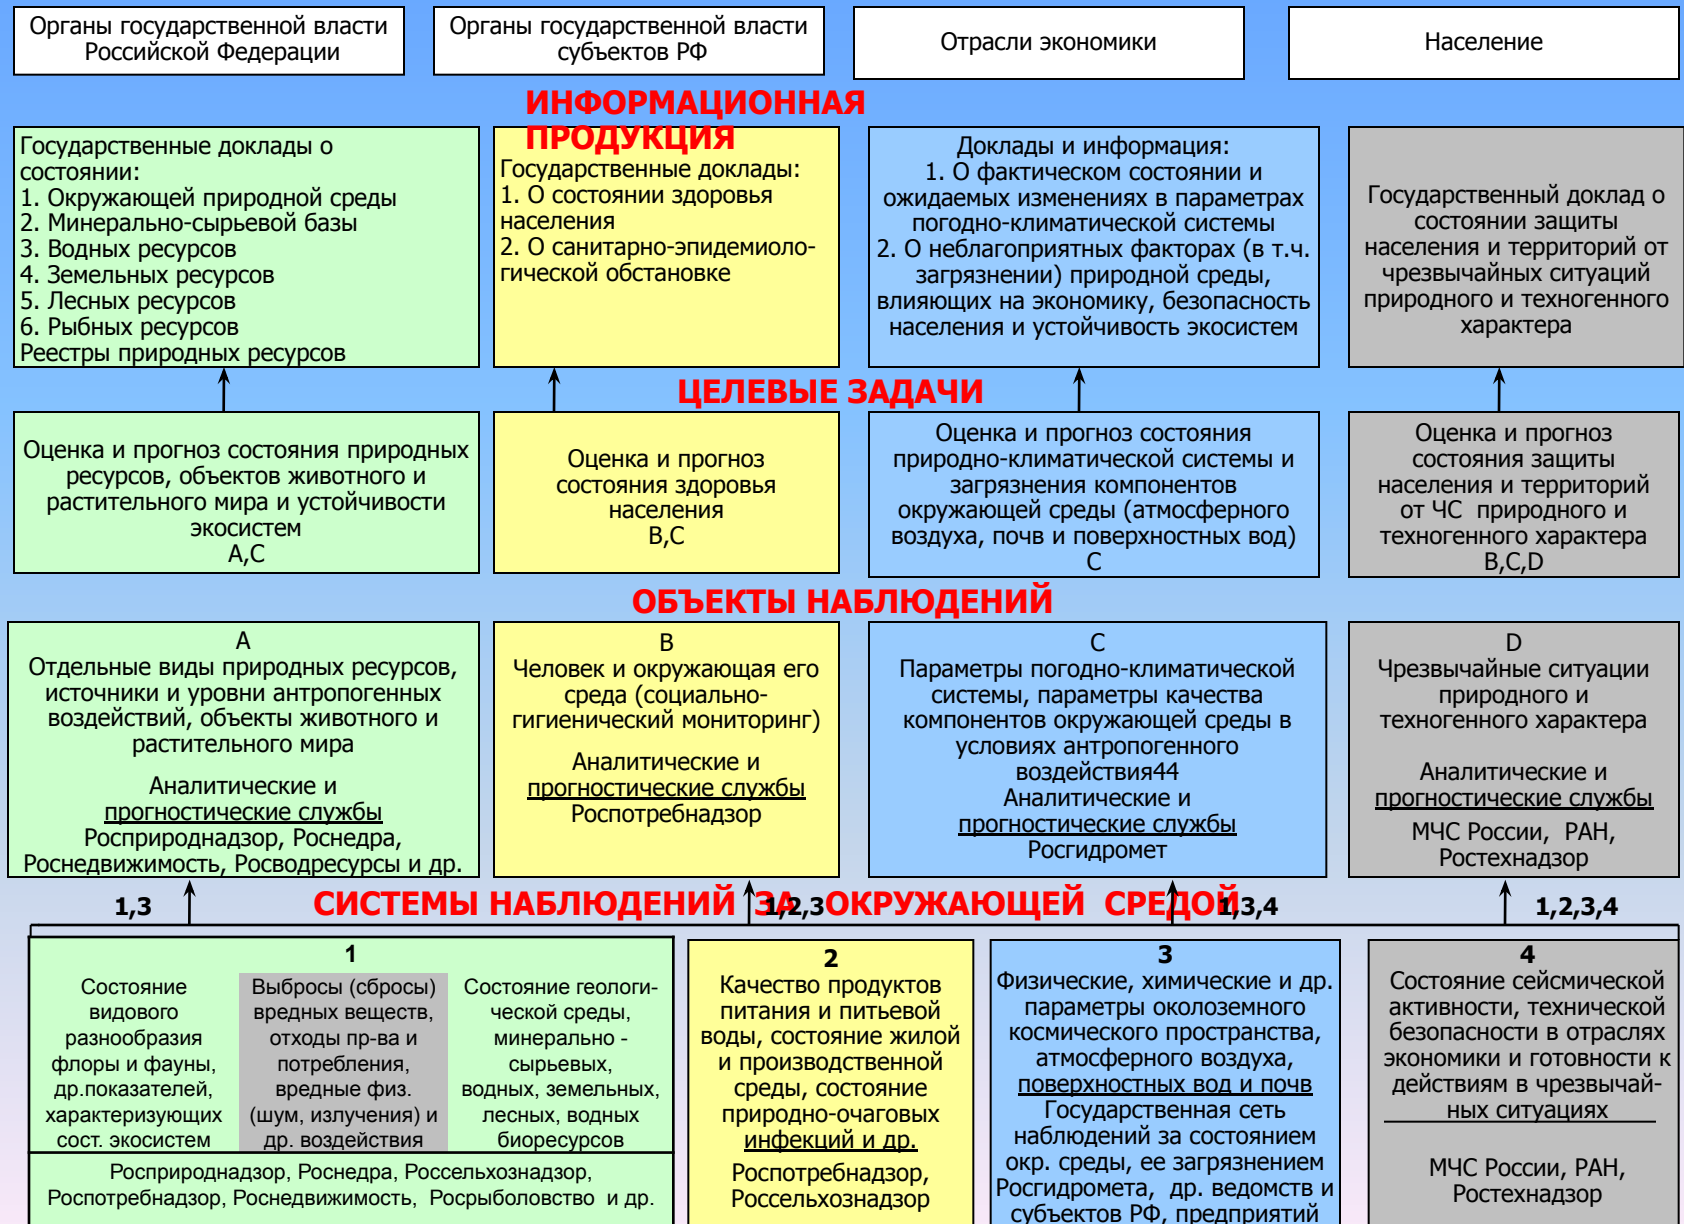 Органы государственной власти
Российской Федерации
Органы государственной власти
субъектов РФ
Отрасли экономики
Население
ИНФОРМАЦИОННАЯ
ПРОДУКЦИЯ
Государственные доклады о
состоянии:
1. Окружающей природной среды
2. Минерально-сырьевой базы
3. Водных ресурсов
4. Земельных ресурсов
5. Лесных ресурсов
6. Рыбных ресурсов
Реестры природных ресурсов
Государственные доклады:
1. О состоянии здоровья
населения
2. О санитарно-эпидемиоло-
гической обстановке
Доклады и информация:
1. О фактическом состоянии и
ожидаемых изменениях в параметрах
погодно-климатической системы
2. О неблагоприятных факторах (в т.ч.
загрязнении) природной среды,
влияющих на экономику, безопасность
населения и устойчивость экосистем
Государственный доклад о
состоянии защиты
населения и территорий от
чрезвычайных ситуаций
природного и техногенного
характера
ЦЕЛЕВЫЕ ЗАДАЧИ
Оценка и прогноз состояния природных
ресурсов, объектов животного и
растительного мира и устойчивости
экосистем
А,С
Оценка и прогноз
состояния здоровья
населения
В,С
Оценка и прогноз состояния
природно-климатической системы и
загрязнения компонентов
окружающей среды (атмосферного
воздуха, почв и поверхностных вод)
С
Оценка и прогноз
состояния защиты
населения и территорий
от ЧС природного и
техногенного характера
B,C,D
ОБЪЕКТЫ НАБЛЮДЕНИЙ
А
Отдельные виды природных ресурсов,
источники и уровни антропогенных
воздействий, объекты животного и
растительного мира
Аналитические и
прогностические службы
Росприроднадзор, Роснедра,
Роснедвижимость, Росводресурсы и др.
В
Человек и окружающая его
среда (социально-
гигиенический мониторинг)
Аналитические и
прогностические службы
Роспотребнадзор
С
Параметры погодно-климатической
системы, параметры качества
компонентов окружающей среды в
условиях антропогенного
воздействия44
Аналитические и
прогностические службы
Росгидромет
D
Чрезвычайные ситуации
природного и
техногенного характера
Аналитические и
прогностические службы
МЧС России, РАН,
Ростехнадзор
СИСТЕМЫ НАБЛЮДЕНИЙ ЗА ОКРУЖАЮЩЕЙ СРЕДОЙ
1,3
1,2,3
1,3,4
1,2,3,4
1
Состояние
видового
разнообразия
флоры и фауны,
др.показателей,
характеризующих
сост. экосистем
Выбросы (сбросы)
вредных веществ,
отходы пр-ва и
потребления,
вредные физ.
(шум, излучения) и
др. воздействия
Состояние геологи-
ческой среды,
минерально -
сырьевых,
водных, земельных,
лесных, водных
биоресурсов
Росприроднадзор, Роснедра, Россельхознадзор,
Роспотребнадзор, Роснедвижимость, Росрыболовство и др.
2
Качество продуктов
питания и питьевой
воды, состояние жилой
и производственной
среды, состояние
природно-очаговых
инфекций и др.
Роспотребнадзор,
Россельхознадзор
3
Физические, химические и др.
параметры околоземного
космического пространства,
атмосферного воздуха,
поверхностных вод и почв
Государственная сеть
наблюдений за состоянием
окр. среды, ее загрязнением
Росгидромета, др. ведомств и
субъектов РФ, предприятий
4
Состояние сейсмической
активности, технической
безопасности в отраслях
экономики и готовности к
действиям в чрезвычай-
ных ситуациях
МЧС России, РАН,
Ростехнадзор